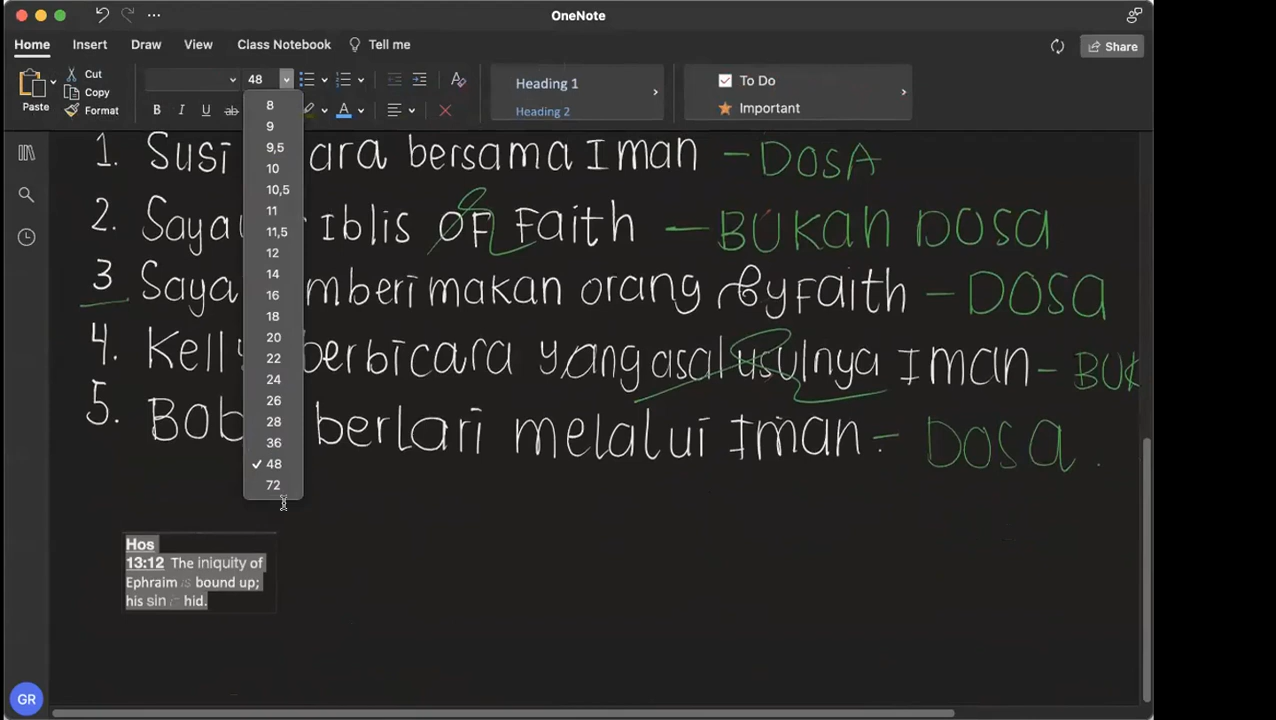 OneNote
Home Insert Draw View Class Notebook Tell me Share
Paste Cut Copy Format
48
B I U ab A
Heading 1
Heading 2
To Do
Important
8
9
9,5
10
10,5
11
11,5
12
14
16
18
20
22
24
26
28
36
48
72
1. Susi ara bersama Iman - DOSA
2. Saya Iblis OF Faith - BUKan DOSa
3 Saya mberi makan orang ByFaith - DOSa
4. Kelly berbicara yang asal usulnya Iman - BUK
5. Bob berlari melalui Iman - DOSa.
Hos
13:12 The iniquity of
Ephraim is bound up;
his sin is hid.
GR